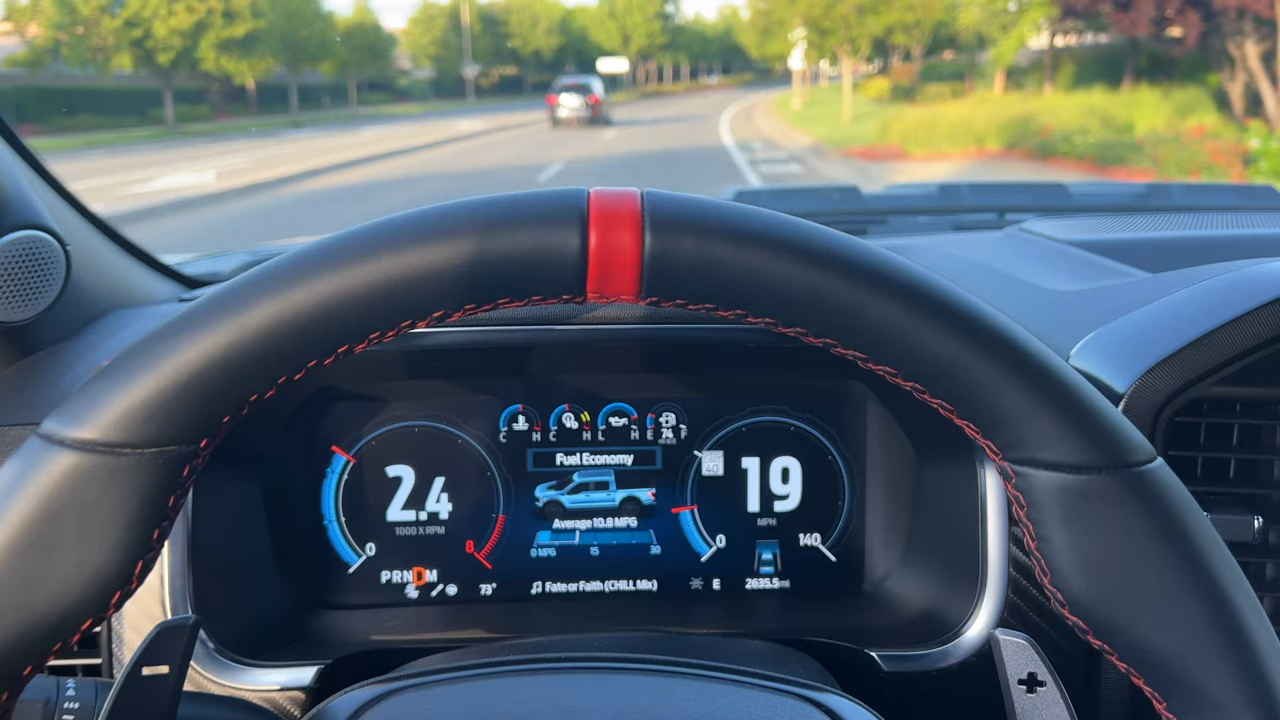 C H C H L H E 74 F
Fuel Economy
40
2.4
1000 X RPM
19
MPH
Average 10.8 MPG
0 MPG 15 30
0
8
0
140
PRNDM
73°
Fate or Faith (CHILL Mix)
E
2635.5 mi